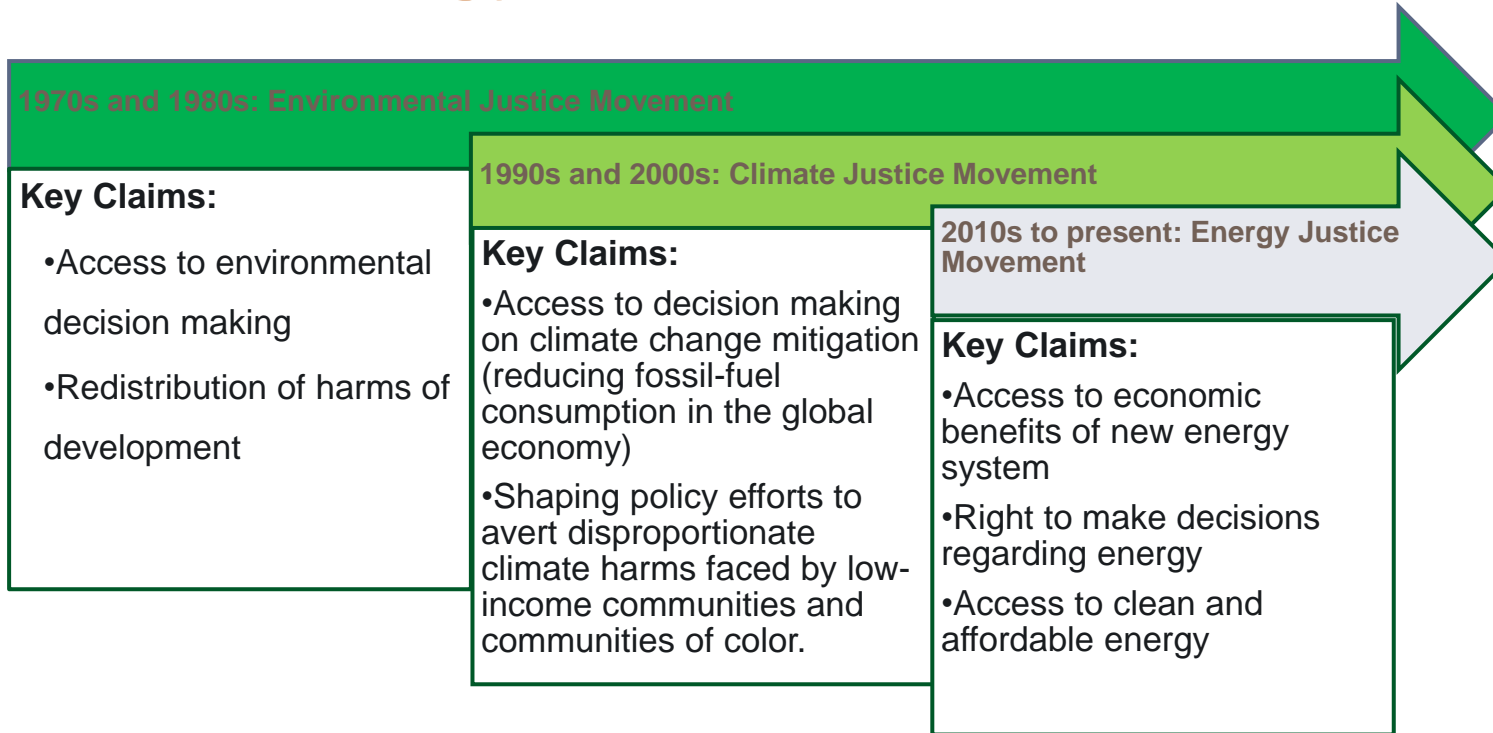 1970s and 1980s: Environmental Justice Movement
Key Claims:
•Access to environmental
decision making
•Redistribution of harms of
development
1990s and 2000s: Climate Justice Movement
Key Claims:
•Access to decision making
on climate change mitigation
(reducing fossil-fuel
consumption in the global
economy)
•Shaping policy efforts to
avert disproportionate
climate harms faced by low-
income communities and
communities of color.
2010s to present: Energy Justice
Movement
Key Claims:
•Access to economic
benefits of new energy
system
•Right to make decisions
regarding energy
•Access to clean and
affordable energy